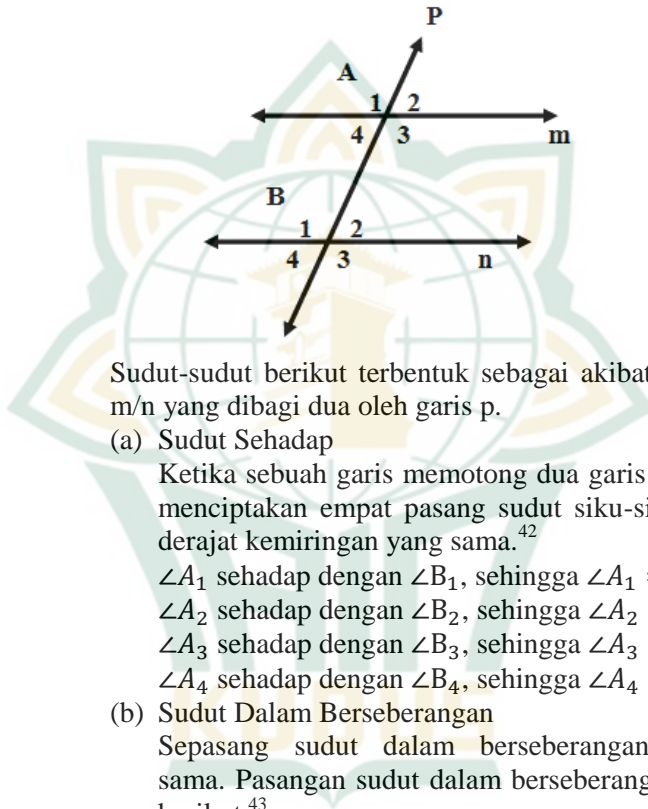 P
A
1 2
4 3
m
B
1 2
4 3
n
Sudut-sudut berikut terbentuk sebagai akibat
m/n yang dibagi dua oleh garis p.
(a) Sudut Sehadap
Ketika sebuah garis memotong dua garis
menciptakan empat pasang sudut
derajat kemiringan yang sama.⁴²
∠A₁ sehadap dengan ∠B₁, sehingga ∠A₁
∠A₂ sehadap dengan ∠B₂, sehingga ∠A₂
∠A₃ sehadap dengan ∠B₃, sehingga ∠A₃
∠A₄ sehadap dengan ∠B₄, sehingga ∠A₄
(b) Sudut Dalam Berseberangan
Sepasang sudut dalam berseberangan
sama. Pasangan sudut dalam
KUDUS